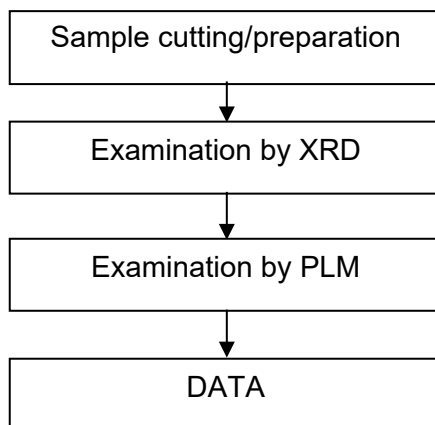 Sample cutting/preparation
Examination by XRD
Examination by PLM
DATA